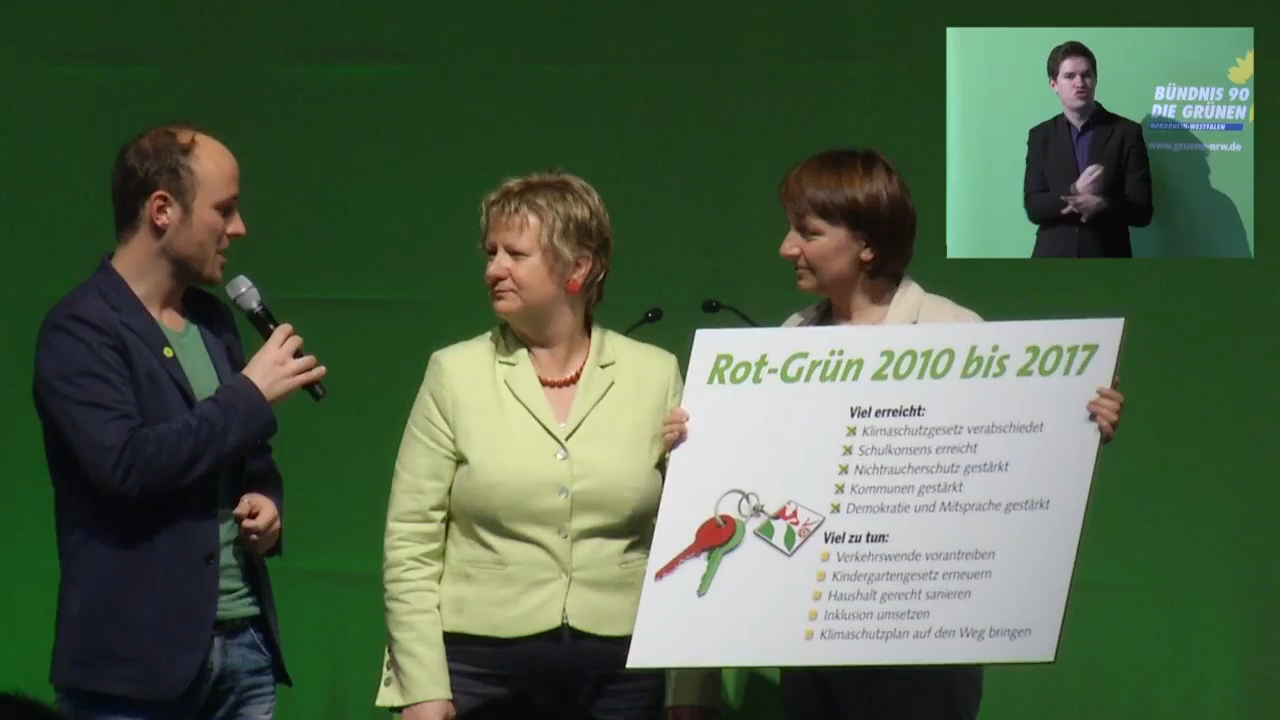 BÜNDNIS 90
DIE GRÜNEN
NORDRHEIN-WESTFALEN
www.gruene-nrw.de
Rot-Grün 2010 bis 2017
Viel erreicht:
Klimaschutzgesetz verabschiedet
Schulkonsens erreicht
Nichtraucherschutz gestärkt
Kommunen gestärkt
Demokratie und Mitsprache gestärkt
Viel zu tun:
Verkehrswende vorantreiben
Kindergartengesetz erneuern
Haushalt gerecht sanieren
Inklusion umsetzen
Klimaschutzplan auf den Weg bringen